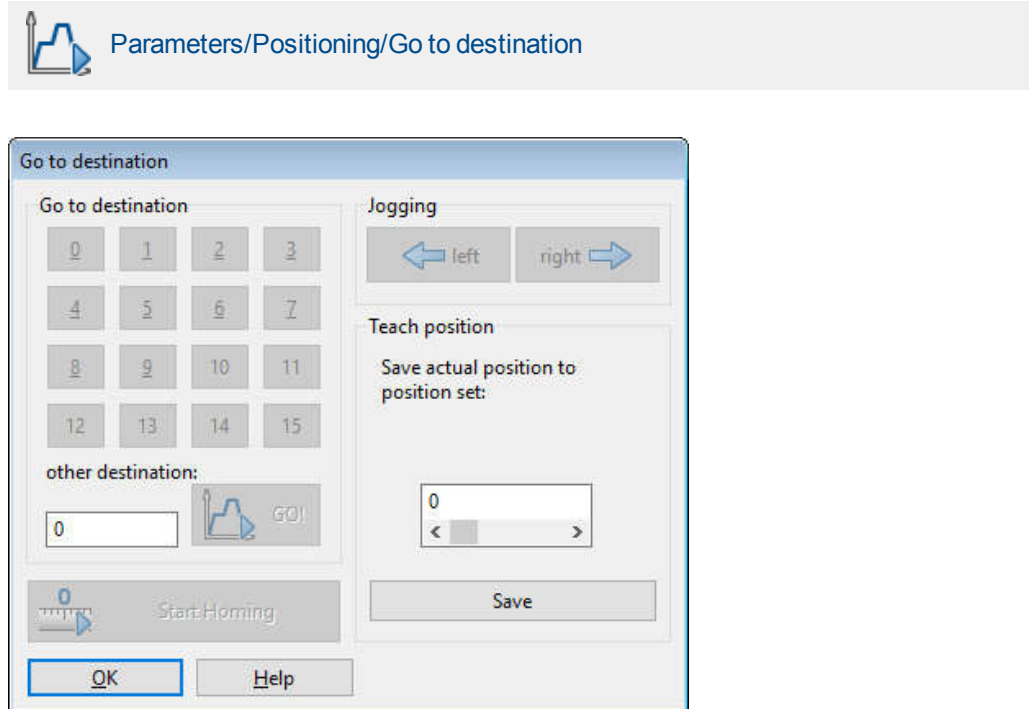 Parameters/Positioning/Go to destination
Go to destination
Go to destination
0 1 2 3
4 5 6 7
8 9 10 11
12 13 14 15
other destination:
0
GO!
0
Start Homing
Jogging
left
right
Teach position
Save actual position to
position set:
0
< >
Save
OK
Help